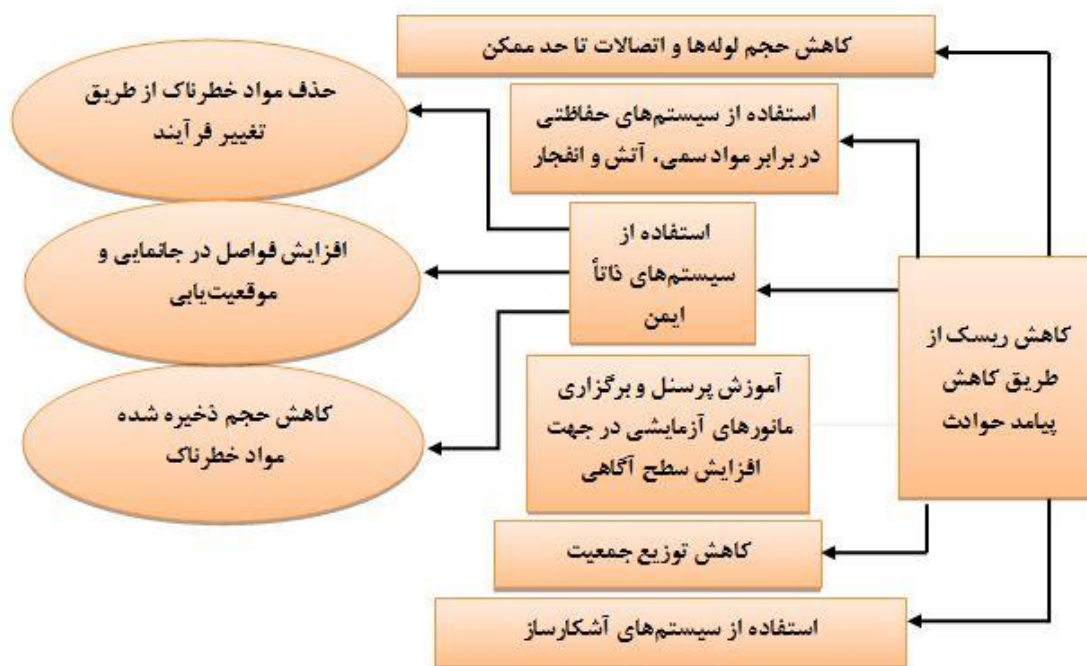 کاهش ریسک از
طریق کاهش
پیامد حوادث
کاهش حجم لوله‌ها و اتصالات تا حد ممکن
استفاده از سیستم‌های حفاظتی
در برابر مواد سمی، آتش و انفجار
استفاده از
سیستم‌های ذاتاً
ایمن
حذف مواد خطرناک از طریق
تغییر فرآیند
افزایش فواصل در جانمایی و
موقعیت‌یابی
کاهش حجم ذخیره شده
مواد خطرناک
آموزش پرسنل و برگزاری
مانورهای آزمایشی در جهت
افزایش سطح آگاهی
کاهش توزیع جمعیت
استفاده از سیستم‌های آشکارساز